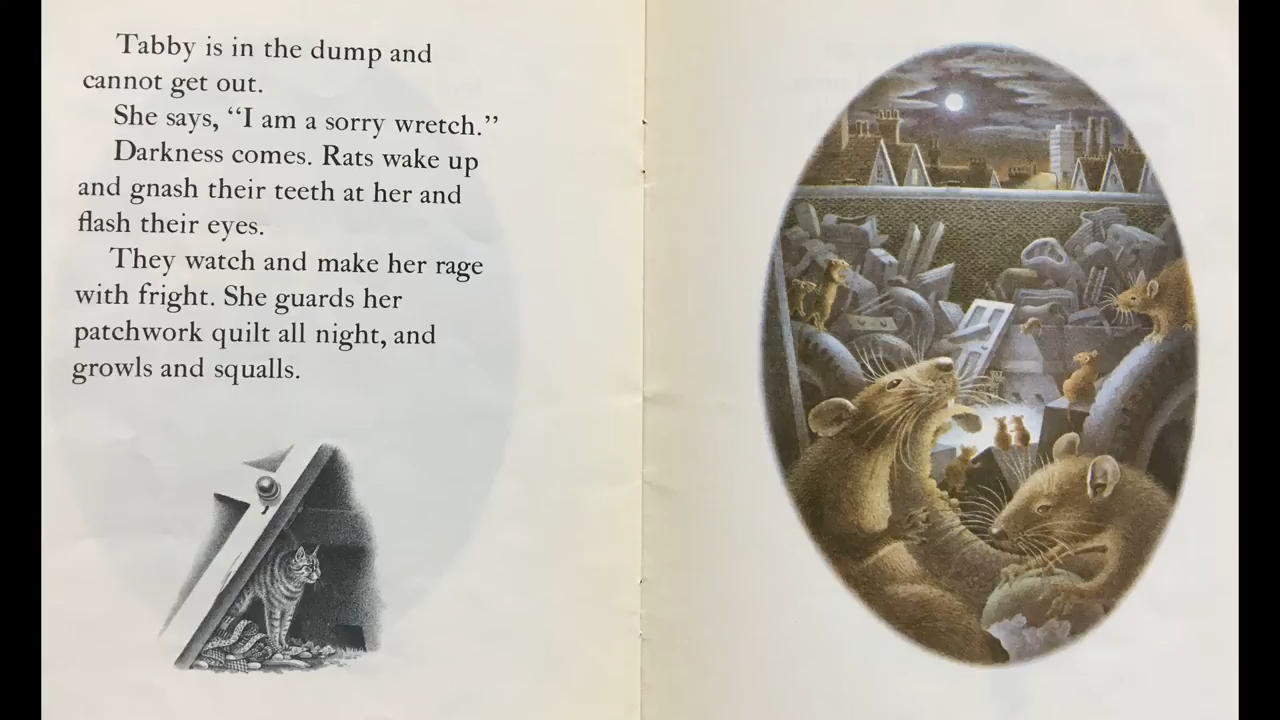 Tabby is in the dump and
cannot get out.
She says, “I am a sorry wretch.”
Darkness comes. Rats wake up
and gnash their teeth at her and
flash their eyes.
They watch and make her rage
with fright. She guards her
patchwork quilt all night, and
growls and squalls.